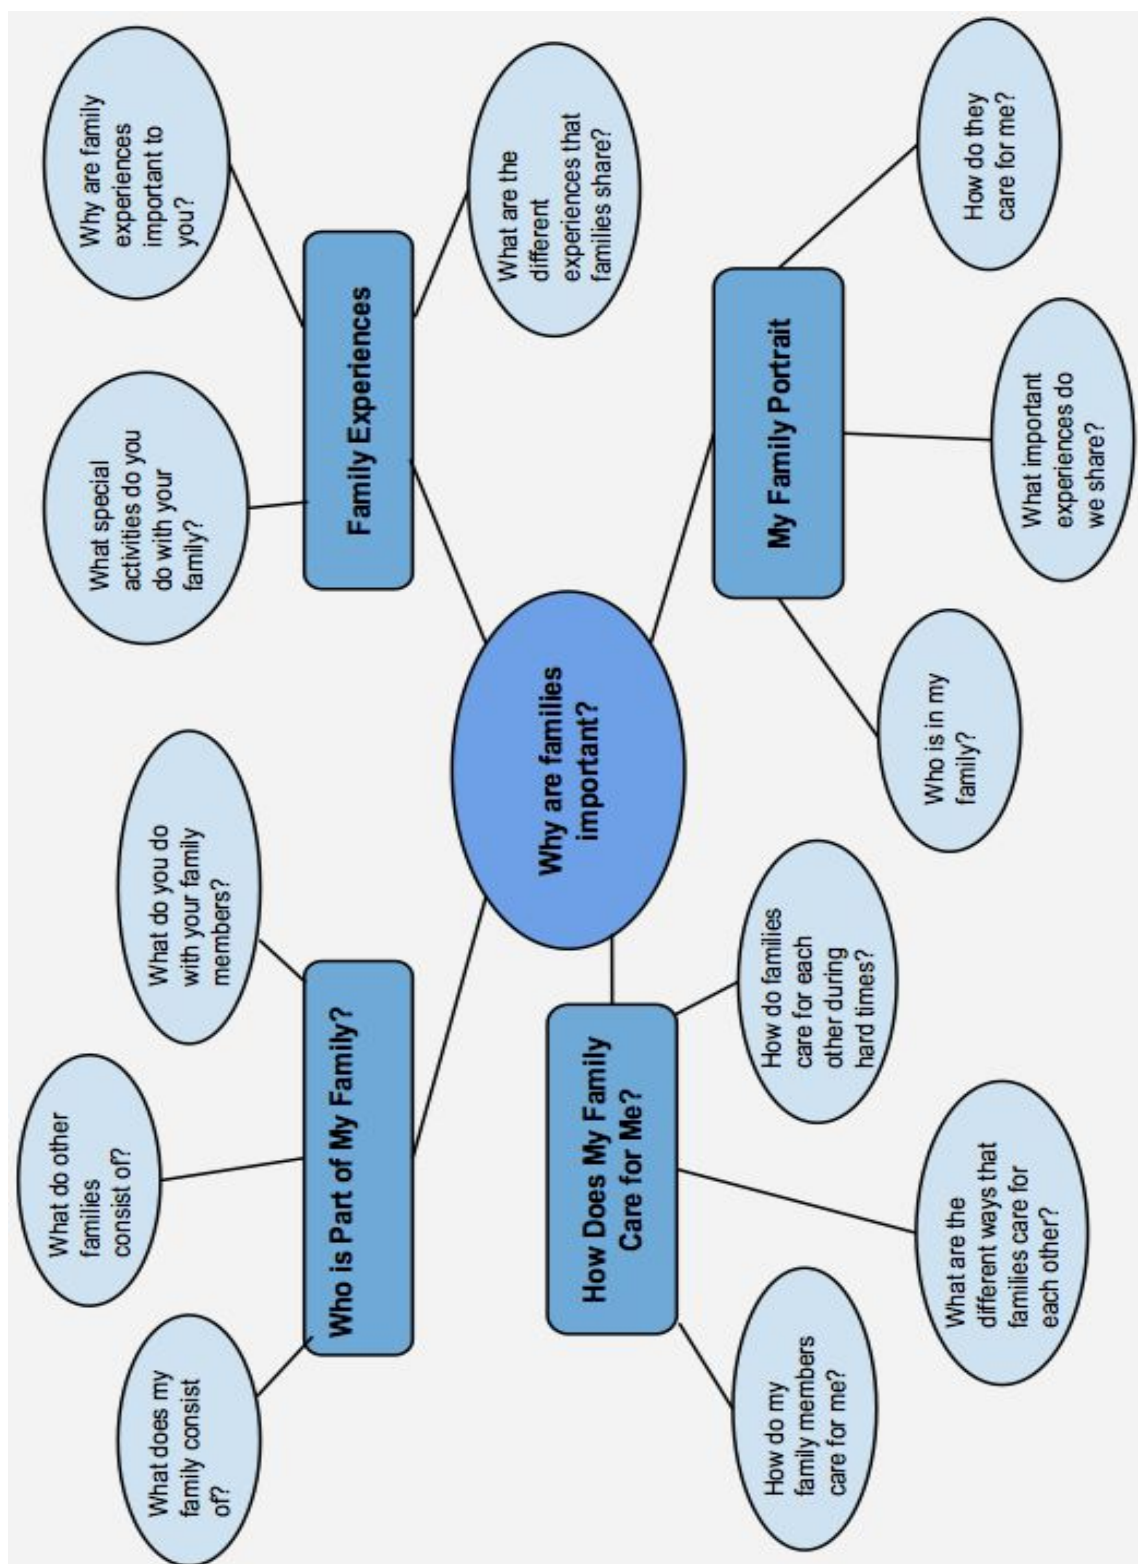 What does my
family consist
of?
What do other
families
consist of?
What do you do
with your family
members?
Who is Part of My Family?
What special
activities do you
do with your
family?
Why are family
experiences
important to
you?
Family Experiences
What are the
different
experiences that
families share?
Why are families
important?
How Does My Family
Care for Me?
How do my
family members
care for me?
What are the
different ways that
families care for
each other?
How do families
care for each
other during
hard times?
My Family Portrait
Who is in my
family?
What important
experiences do
we share?
How do they
care for me?